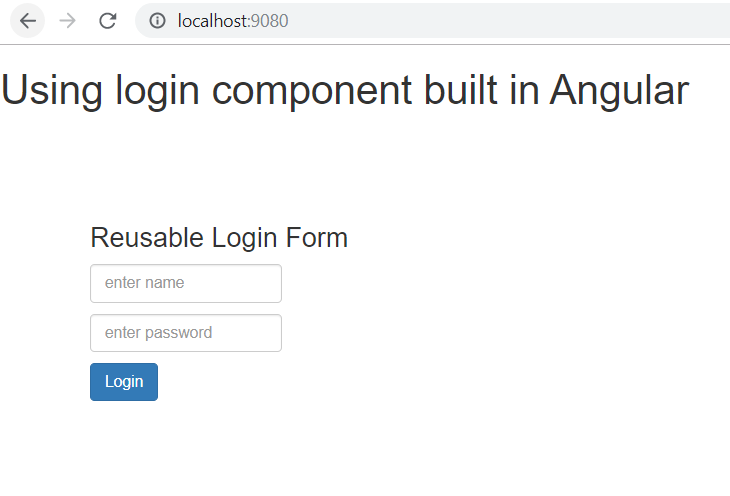 localhost:9080
Using login component built in Angular
Reusable Login Form
enter name
enter password
Login